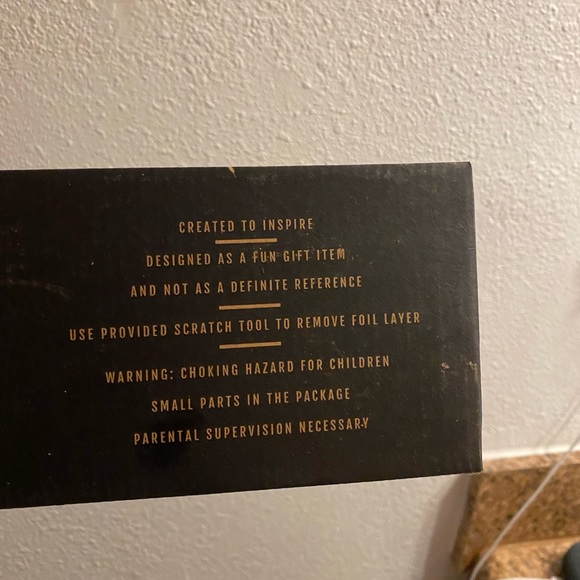 CREATED TO INSPIRE
DESIGNED AS A FUN GIFT ITEM
AND NOT AS A DEFINITE REFERENCE
USE PROVIDED SCRATCH TOOL TO REMOVE FOIL LAYER
WARNING: CHOKING HAZARD FOR CHILDREN
SMALL PARTS IN THE PACKAGE
PARENTAL SUPERVISION NECESSARY